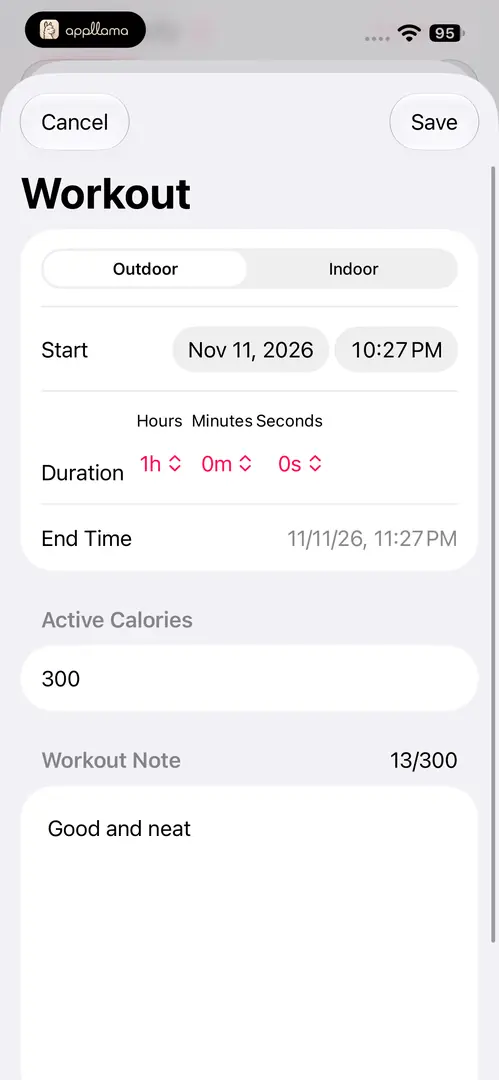 appllama
95
Cancel
Save
Workout
Outdoor
Indoor
Start
Nov 11, 2026
10:27 PM
Hours Minutes Seconds
Duration
1h
0m
0s
End Time
11/11/26, 11:27 PM
Active Calories
300
Workout Note
13/300
Good and neat